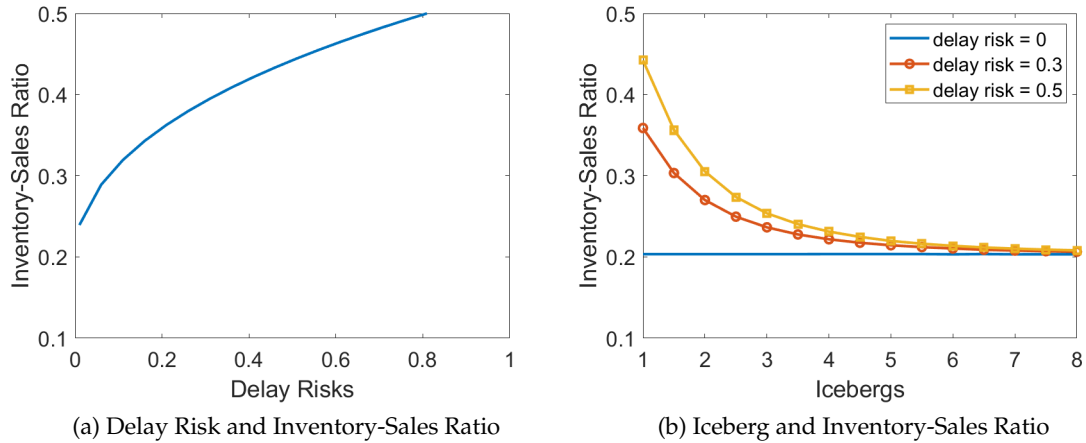 0.5
0.4
0.3
0.2
0.1
Inventory-Sales Ratio
0
0.2
0.4
0.6
0.8
1
Delay Risks
(a) Delay Risk and Inventory-Sales Ratio
0.5
0.4
0.3
0.2
0.1
Inventory-Sales Ratio
delay risk = 0
delay risk = 0.3
delay risk = 0.5
1
2
3
4
5
6
7
8
Icebergs
(b) Iceberg and Inventory-Sales Ratio